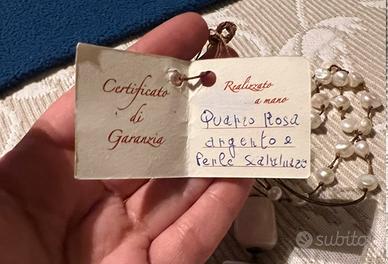 Certificato
di
Garanzia
Realizzato
a mano
Quarzo Rosa
argento e
Perle
subito